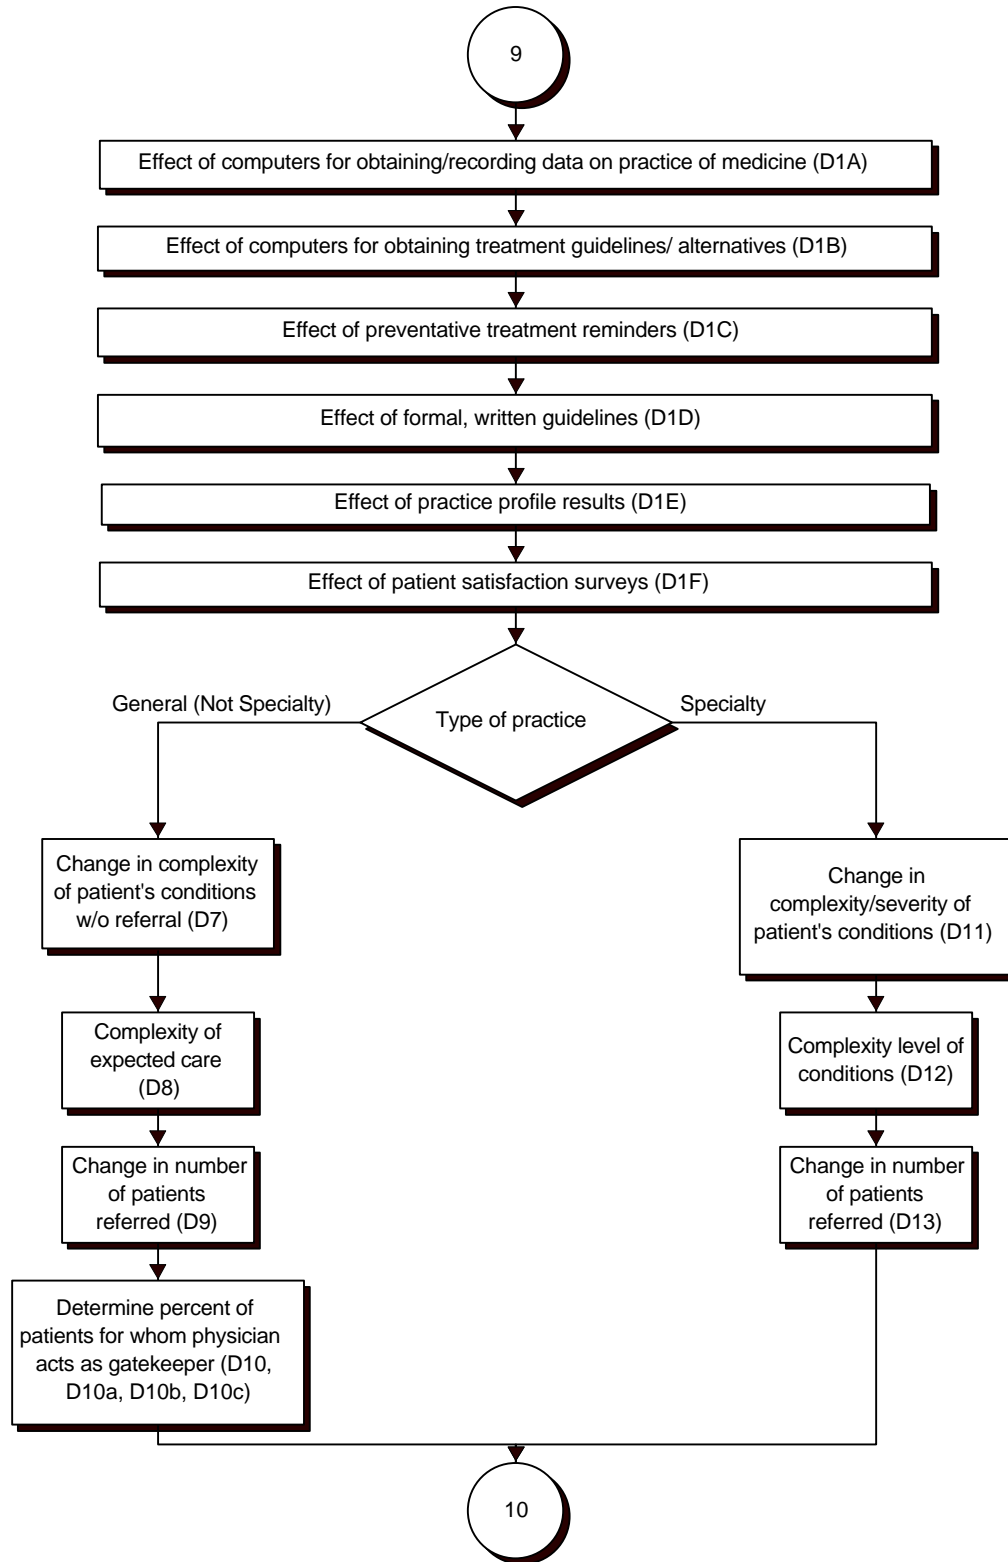 9
Effect of computers for obtaining/recording data on practice of medicine (D1A)
Effect of computers for obtaining treatment guidelines/ alternatives (D1B)
Effect of preventative treatment reminders (D1C)
Effect of formal, written guidelines (D1D)
Effect of practice profile results (D1E)
Effect of patient satisfaction surveys (D1F)
General (Not Specialty)
Type of practice
Specialty
Change in complexity
of patient's conditions
w/o referral (D7)
Complexity of
expected care
(D8)
Change in number
of patients
referred (D9)
Determine percent of
patients for whom physician
acts as gatekeeper (D10,
D10a, D10b, D10c)
Change in
complexity/severity of
patient's conditions (D11)
Complexity level of
conditions (D12)
Change in number
of patients
referred (D13)
10